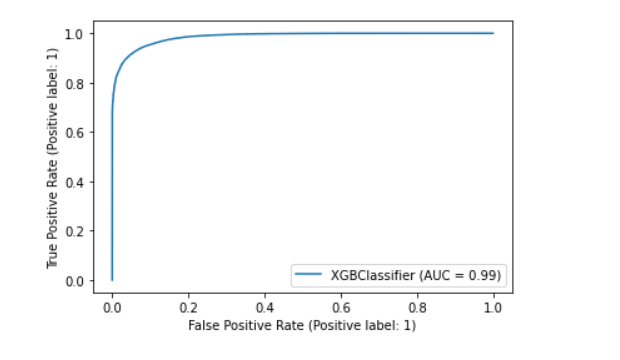 1.0
0.8
0.6
0.4
0.2
0.0
True Positive Rate (Positive label: 1)
XGBClassifier (AUC = 0.99)
0.0 0.2 0.4 0.6 0.8 1.0
False Positive Rate (Positive label: 1)